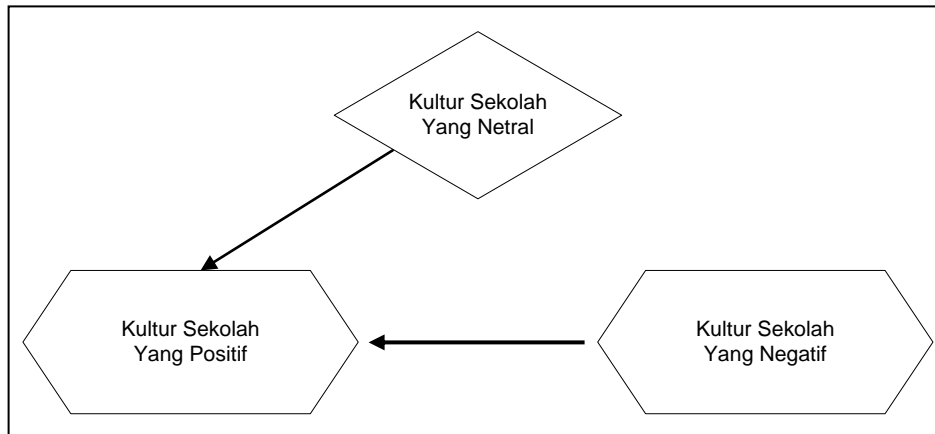 Kultur Sekolah
Yang Netral
Kultur Sekolah
Yang Positif
Kultur Sekolah
Yang Negatif